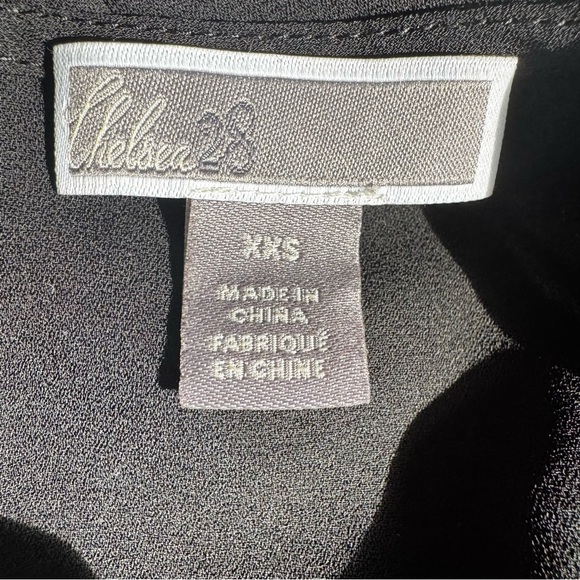 Chelsea28
XXS
MADE IN
CHINA
FABRIQUÉ
EN CHINE